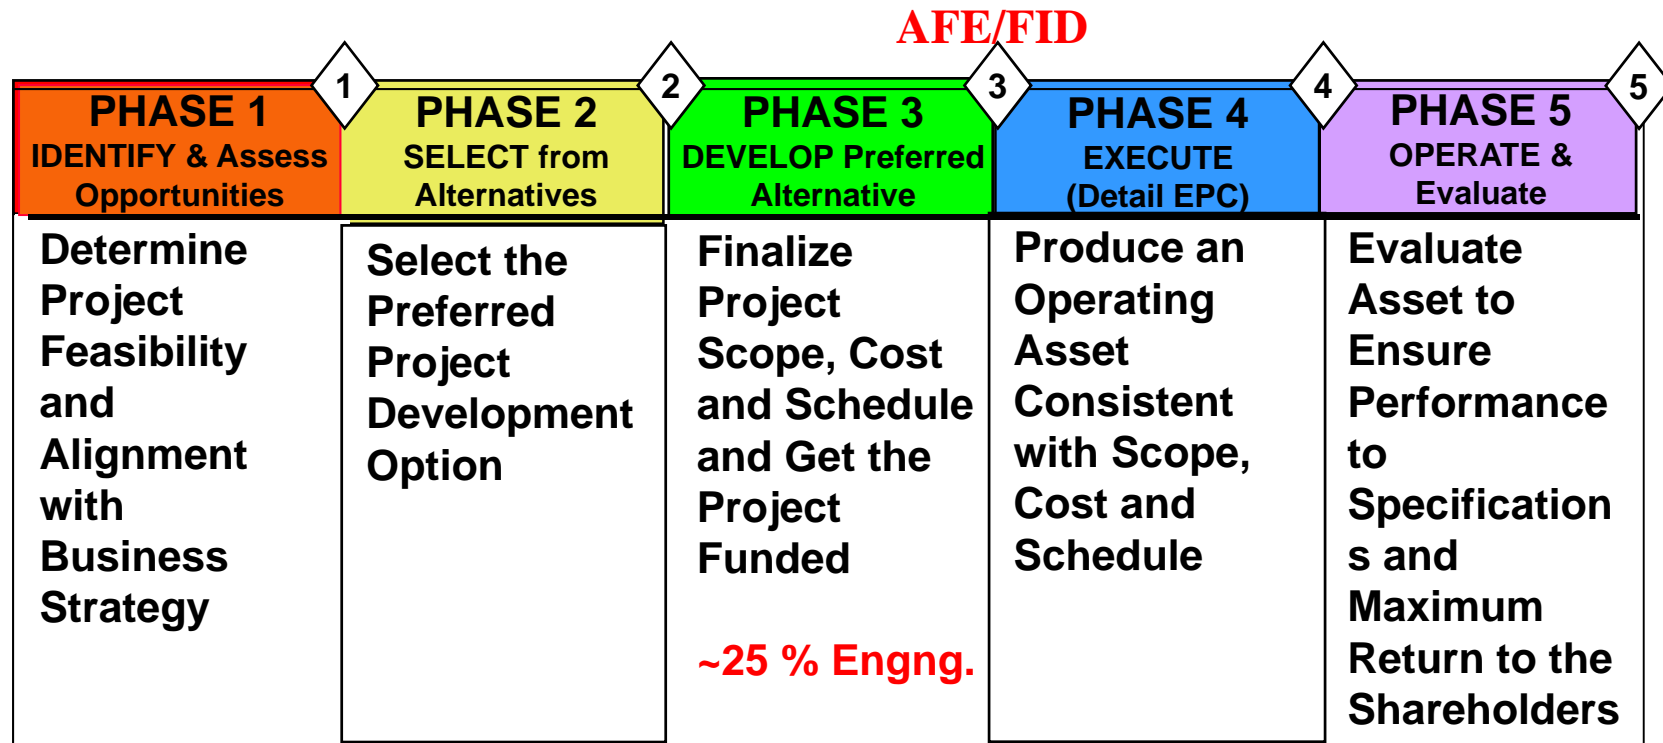 AFE/FID
1
2
3
4
5
PHASE 1
IDENTIFY & Assess
Opportunities
PHASE 2
SELECT from
Alternatives
PHASE 3
DEVELOP Preferred
Alternative
PHASE 4
EXECUTE
(Detail EPC)
PHASE 5
OPERATE &
Evaluate
Determine
Project
Feasibility
and
Alignment
with
Business
Strategy
Select the
Preferred
Project
Development
Option
Finalize
Project
Scope, Cost
and Schedule
and Get the
Project
Funded
~25 % Engng.
Produce an
Operating
Asset
Consistent
with Scope,
Cost and
Schedule
Evaluate
Asset to
Ensure
Performance
to
Specification
s and
Maximum
Return to the
Shareholders